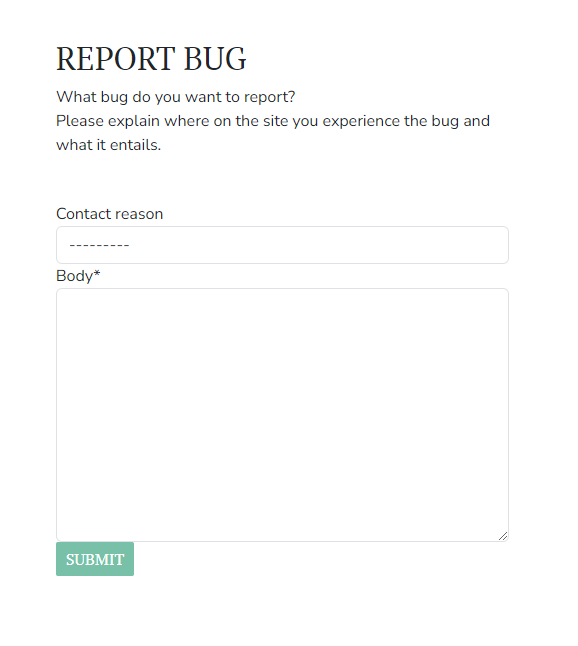 REPORT BUG
What bug do you want to report?
Please explain where on the site you experience the bug and
what it entails.
Contact reason
---------
Body*
SUBMIT